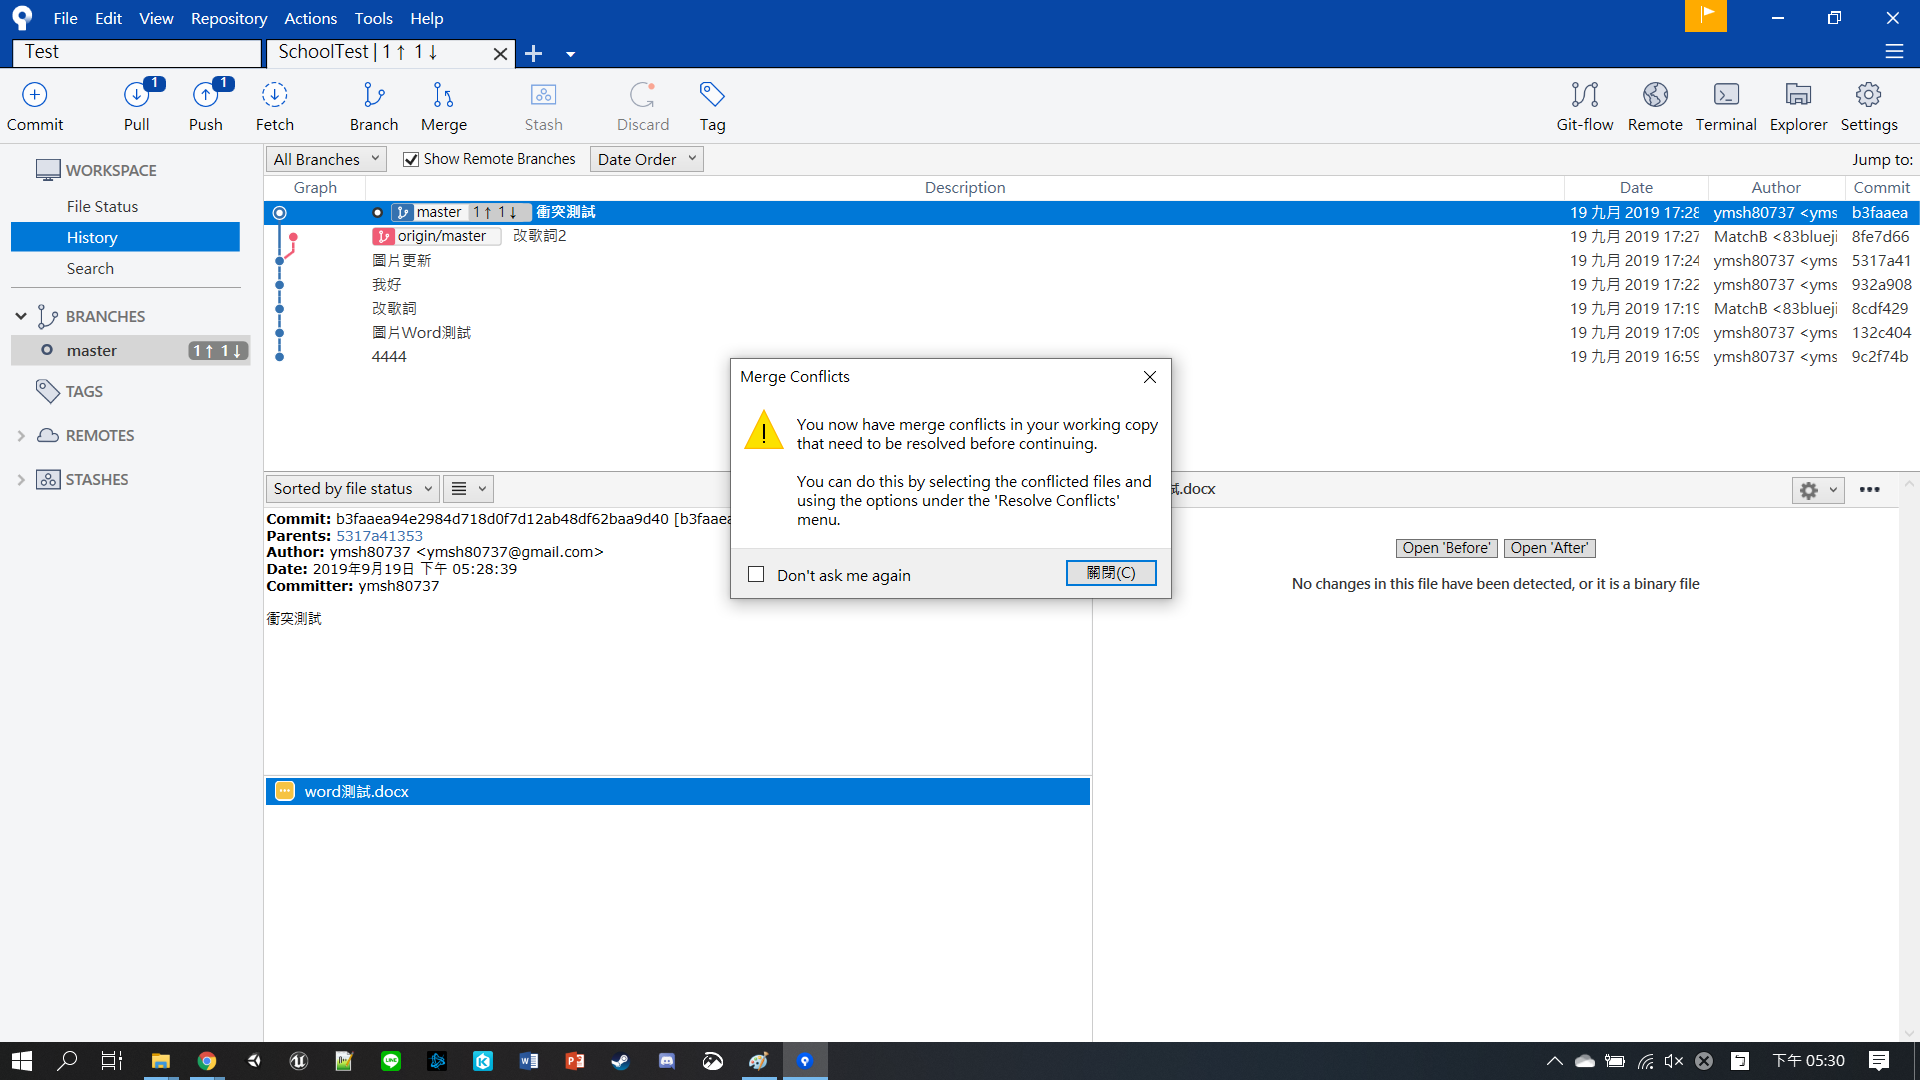 File Edit View Repository Actions Tools Help
Test
SchoolTest | 1↑ 1↓
Commit
Pull 1
Push 1
Fetch
Branch
Merge
Stash
Discard
Tag
Git-flow
Remote
Terminal
Explorer
Settings
WORKSPACE
File Status
History
Search
BRANCHES
master 1↑ 1↓
TAGS
REMOTES
STASHES
All Branches
Show Remote Branches
Date Order
Jump to:
Graph Description Date Author Commit
master 1↑ 1↓ 衝突測試 19 九月 2019 17:28 ymsh80737 <yms b3faaea
origin/master 改歌詞2 19 九月 2019 17:27 MatchB <83blueji 8fe7d66
圖片更新 19 九月 2019 17:24 ymsh80737 <yms 5317a41
我好 19 九月 2019 17:22 ymsh80737 <yms 932a908
改歌詞 19 九月 2019 17:19 MatchB <83blueji 8cdf429
圖片Word測試 19 九月 2019 17:09 ymsh80737 <yms 132c404
4444 19 九月 2019 16:59 ymsh80737 <yms 9c2f74b
Merge Conflicts
You now have merge conflicts in your working copy
that need to be resolved before continuing.
You can do this by selecting the conflicted files and
using the options under the 'Resolve Conflicts'
menu.
Don't ask me again
關閉(C)
Sorted by file status
Commit: b3faaea94e2984d718d0f7d12ab48df62baa9d40 [b3faaea
Parents: 5317a41353
Author: ymsh80737 <ymsh80737@gmail.com>
Date: 2019年9月19日 下午 05:28:39
Committer: ymsh80737
衝突測試
word測試.docx
試.docx
Open 'Before' Open 'After'
No changes in this file have been detected, or it is a binary file
下午 05:30